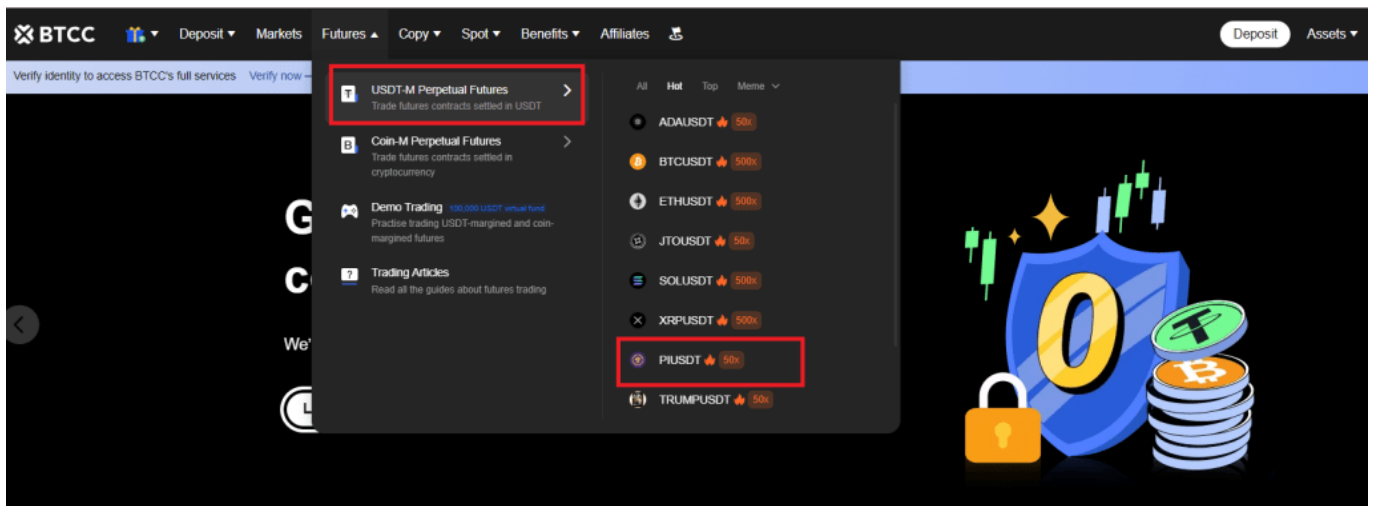 BTCC
Deposit
Markets
Futures
Copy
Spot
Benefits
Affiliates
Deposit
Assets
Verify identity to access BTCC's full services Verify now
USDT-M Perpetual Futures
Trade futures contracts settled in USDT
Coin-M Perpetual Futures
Trade futures contracts settled in
cryptocurrency
Demo Trading 100,000 USDT virtual fund
Practise trading USDT-margined and coin-
margined futures
Trading Articles
Read all the guides about futures trading
All Hot Top Meme
ADAUSDT 50x
BTCUSDT 500x
ETHUSDT 500x
JTOUSDT 50x
SOLUSDT 500x
XRPUSDT 500x
PIUSDT 50x
TRUMPUSDT 50x
G
c
We'
0